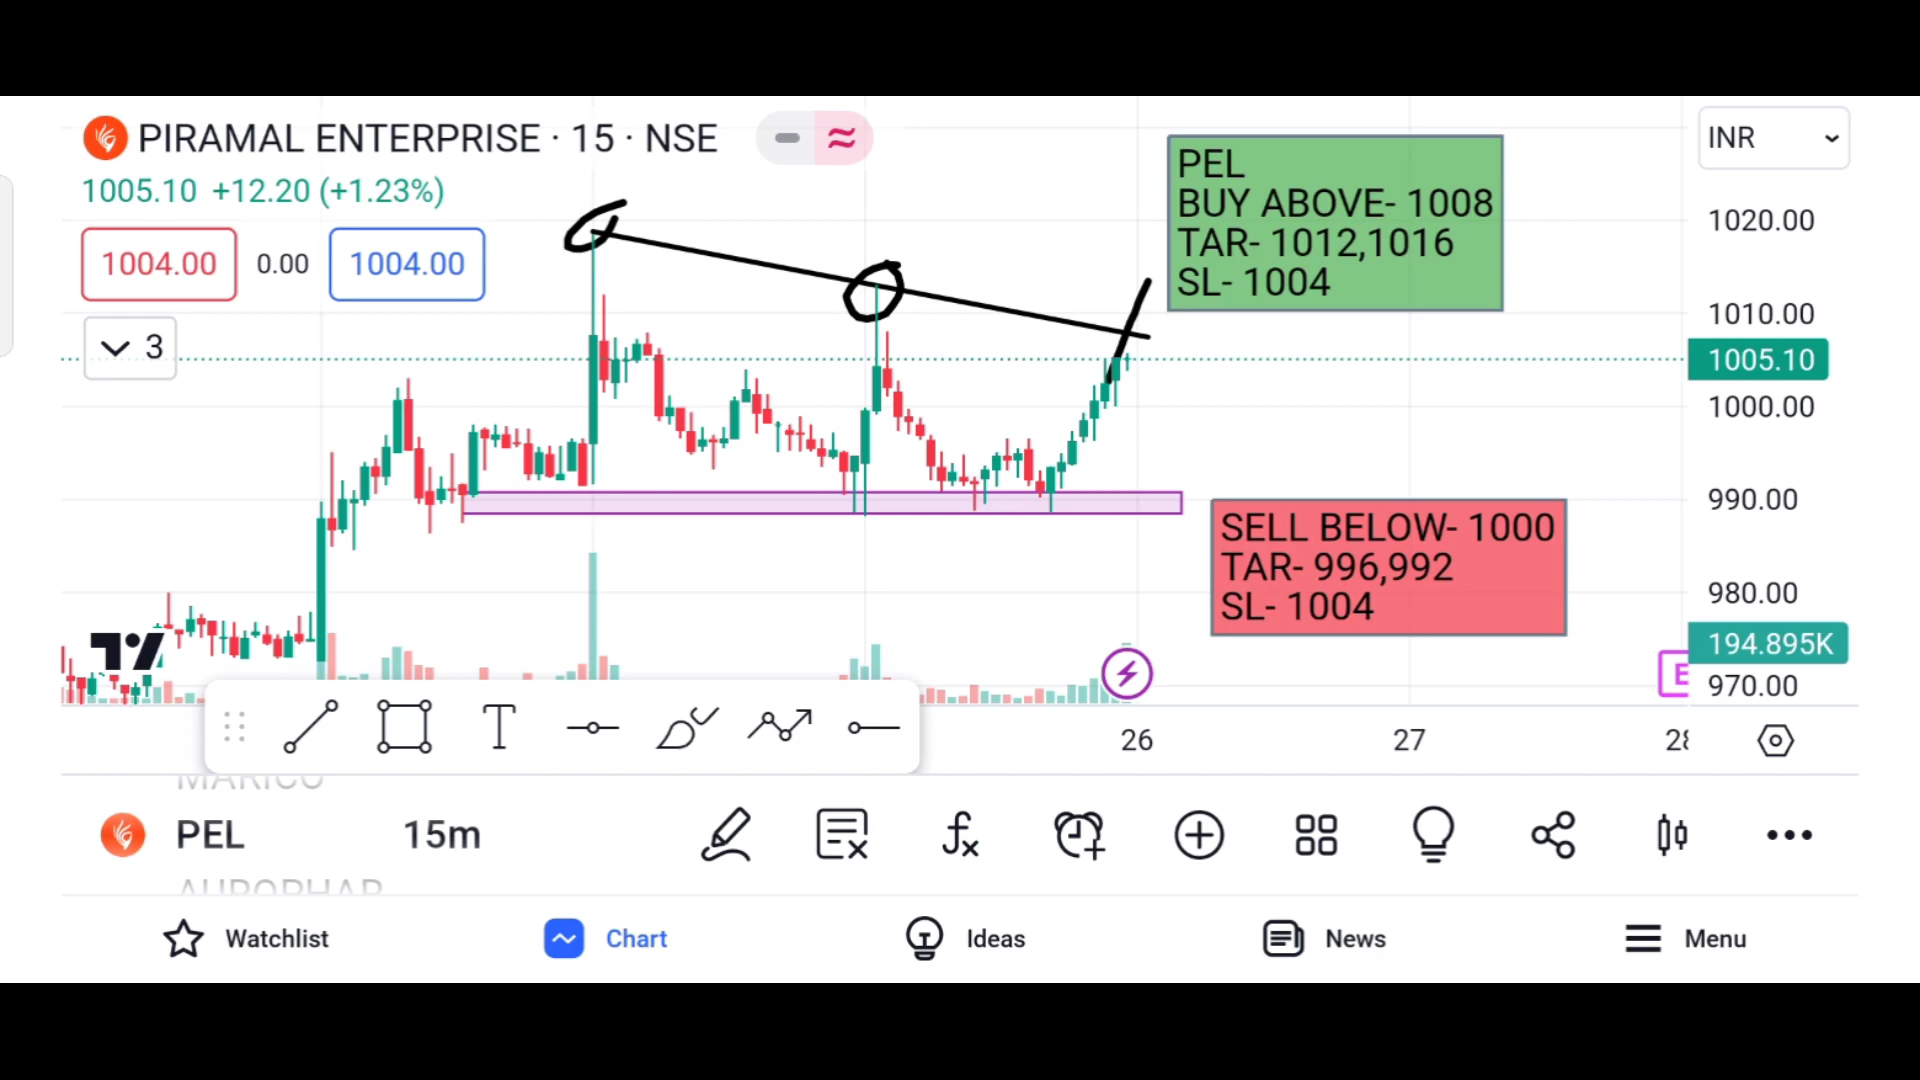 PIRAMAL ENTERPRISE · 15 · NSE
INR
1005.10 +12.20 (+1.23%)
1004.00 0.00 1004.00
3
PEL
BUY ABOVE- 1008
TAR- 1012,1016
SL- 1004
1020.00
1010.00
1005.10
1000.00
990.00
980.00
194.895K
970.00
SELL BELOW- 1000
TAR- 996,992
SL- 1004
E
26 27 28
MARICO
PEL 15m
AUROPHAR
Watchlist Chart Ideas News Menu